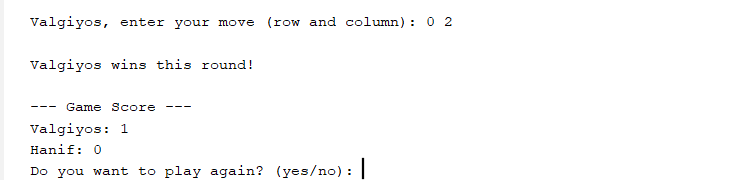 Valgiyos, enter your move (row and column): 0 2
Valgiyos wins this round!
--- Game Score ---
Valgiyos: 1
Hanif: 0
Do you want to play again? (yes/no):